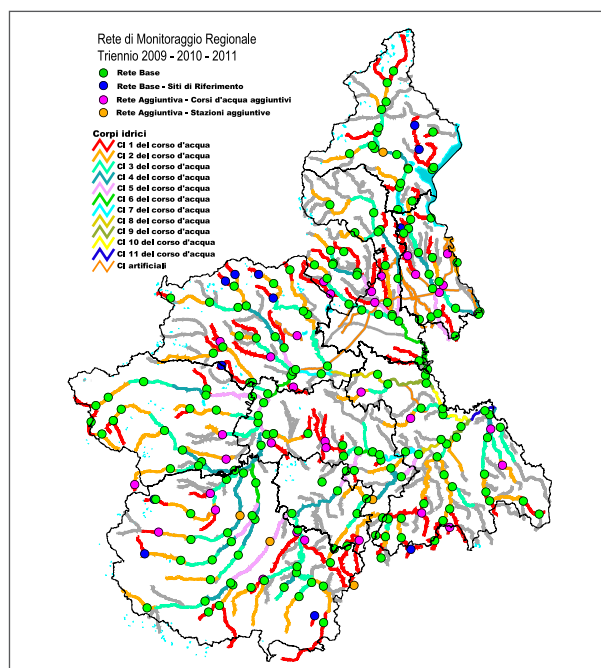 Rete di Monitoraggio Regionale
Triennio 2009 - 2010 - 2011
Rete Base
Rete Base - Siti di Riferimento
Rete Aggiuntiva - Corsi d'acqua aggiuntivi
Rete Aggiuntiva - Stazioni aggiuntive
Corpi idrici
CI 1 del corso d'acqua
CI 2 del corso d'acqua
CI 3 del corso d'acqua
CI 4 del corso d'acqua
CI 5 del corso d'acqua
CI 6 del corso d'acqua
CI 7 del corso d'acqua
CI 8 del corso d'acqua
CI 9 del corso d'acqua
CI 10 del corso d'acqua
CI 11 del corso d'acqua
CI artificiali